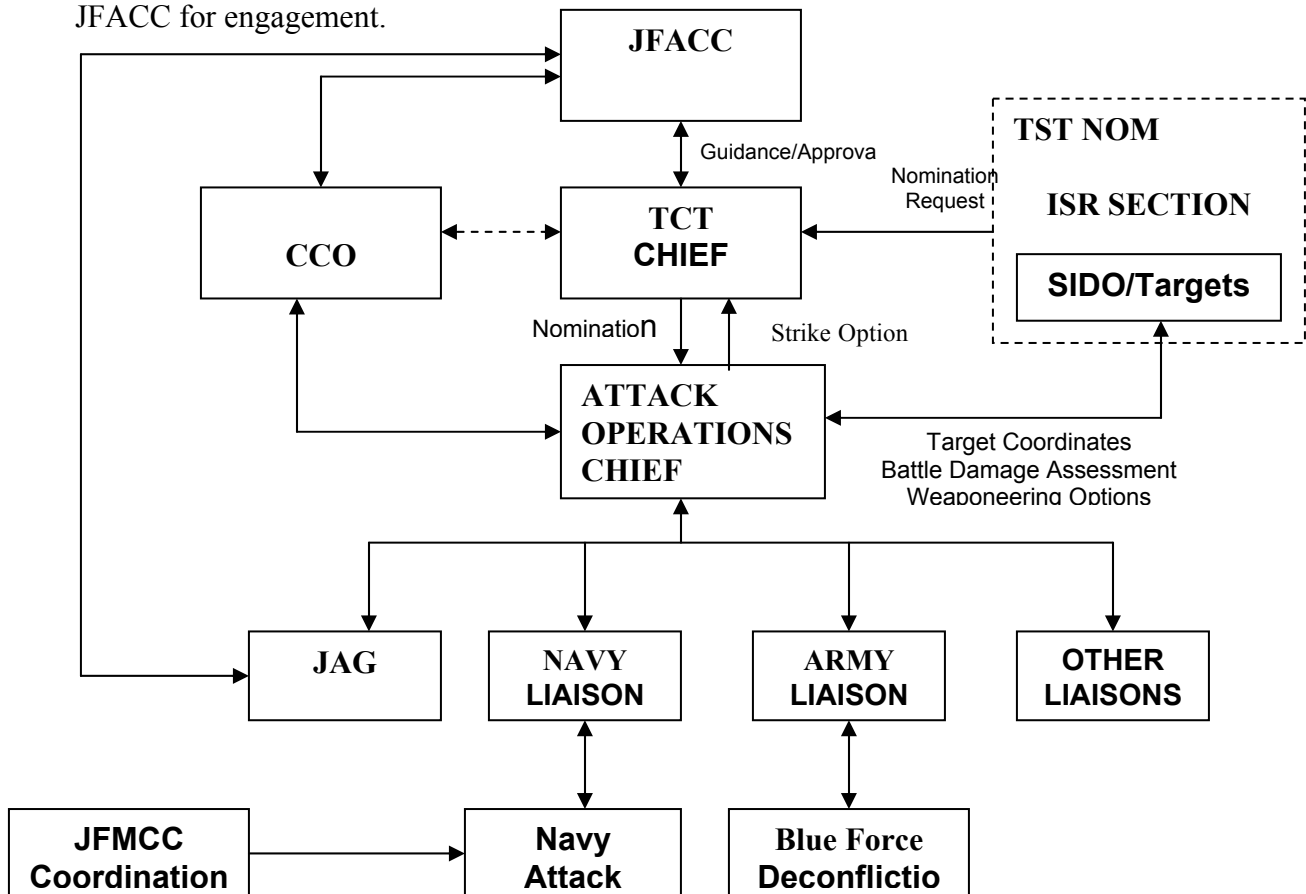 JFACC for engagement.
JFACC
Guidance/Approva
TST NOM
Nomination
Request
ISR SECTION
SIDO/Targets
CCO
TCT
CHIEF
Nomination
Strike Option
ATTACK
OPERATIONS
CHIEF
Target Coordinates
Battle Damage Assessment
Weaponeering Options
JAG
NAVY
LIAISON
ARMY
LIAISON
OTHER
LIAISONS
JFMCC
Coordination
Navy
Attack
Blue Force
Deconflictio